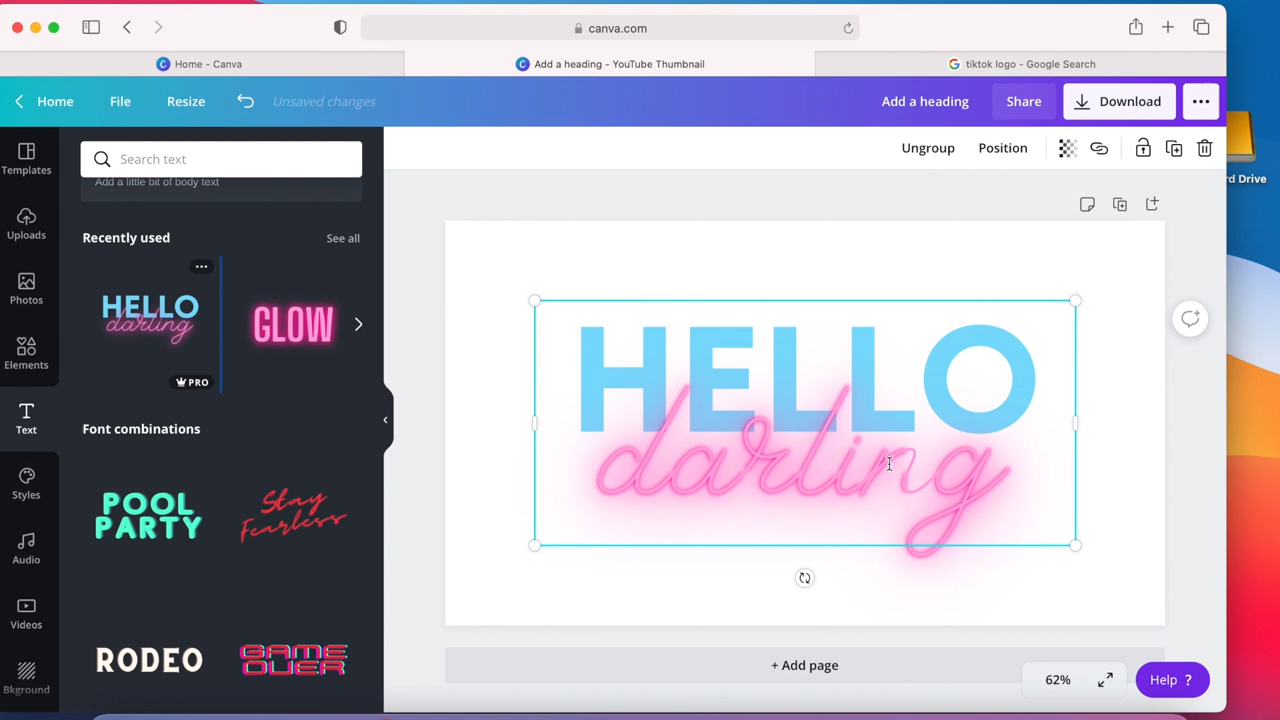 canva.com
Home - Canva
Add a heading - YouTube Thumbnail
tiktok logo - Google Search
Home
File
Resize
Unsaved changes
Add a heading
Share
Download
Templates
Uploads
Photos
Elements
Text
Styles
Audio
Videos
Bkground
Search text
Add a little bit of body text
Recently used
See all
HELLO
darling
PRO
GLOW
Font combinations
POOL
PARTY
Stay
Fearless
RODEO
GAME
OVER
Ungroup
Position
HELLO
darling
+ Add page
62%
Help ?
rd Drive